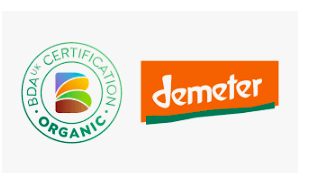 BDA UK CERTIFICATION
• ORGANIC •
demeter